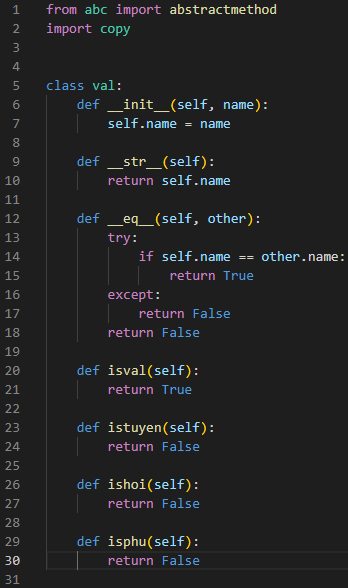 1 from abc import abstractmethod
2 import copy
3
4
5 class val:
6     def __init__(self, name):
7         self.name = name
8
9     def __str__(self):
10         return self.name
11
12     def __eq__(self, other):
13         try:
14             if self.name == other.name:
15                 return True
16         except:
17             return False
18         return False
19
20     def isval(self):
21         return True
22
23     def istuyen(self):
24         return False
25
26     def ishoi(self):
27         return False
28
29     def isphu(self):
30         return False
31